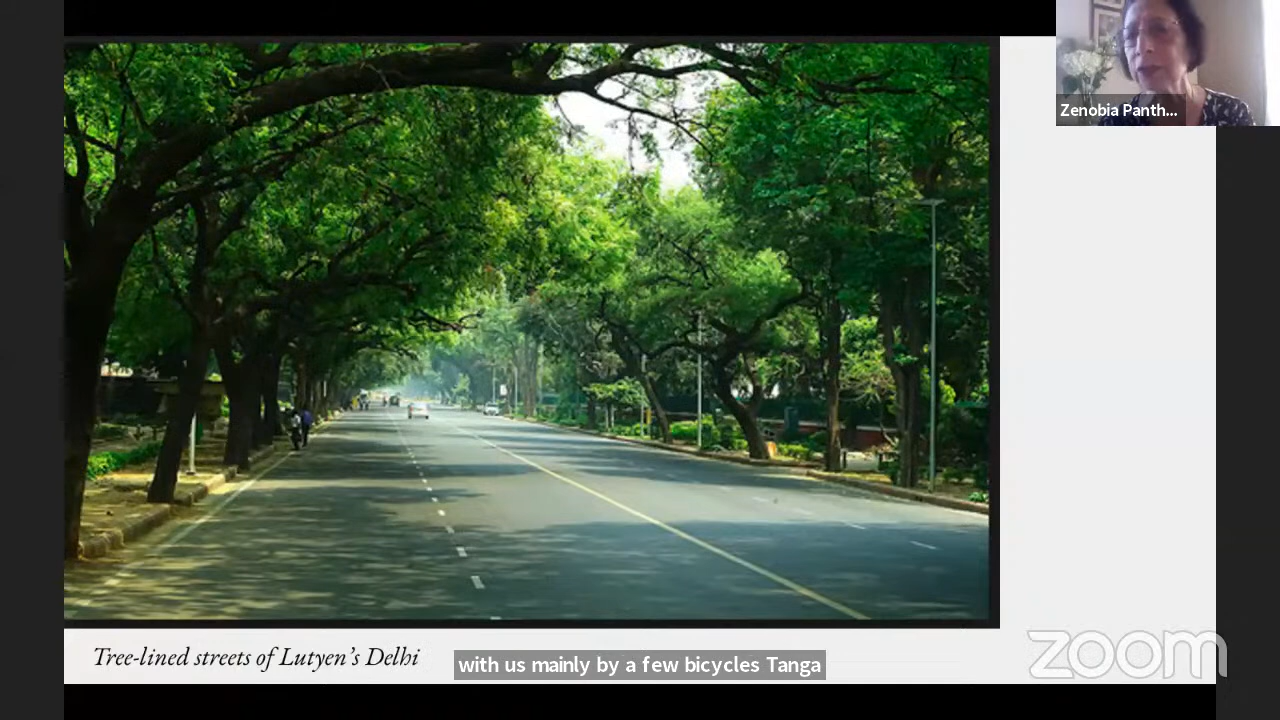 Zenobia Panth...
Tree-lined streets of Lutyen's Delhi
with us mainly by a few bicycles Tanga
zoom